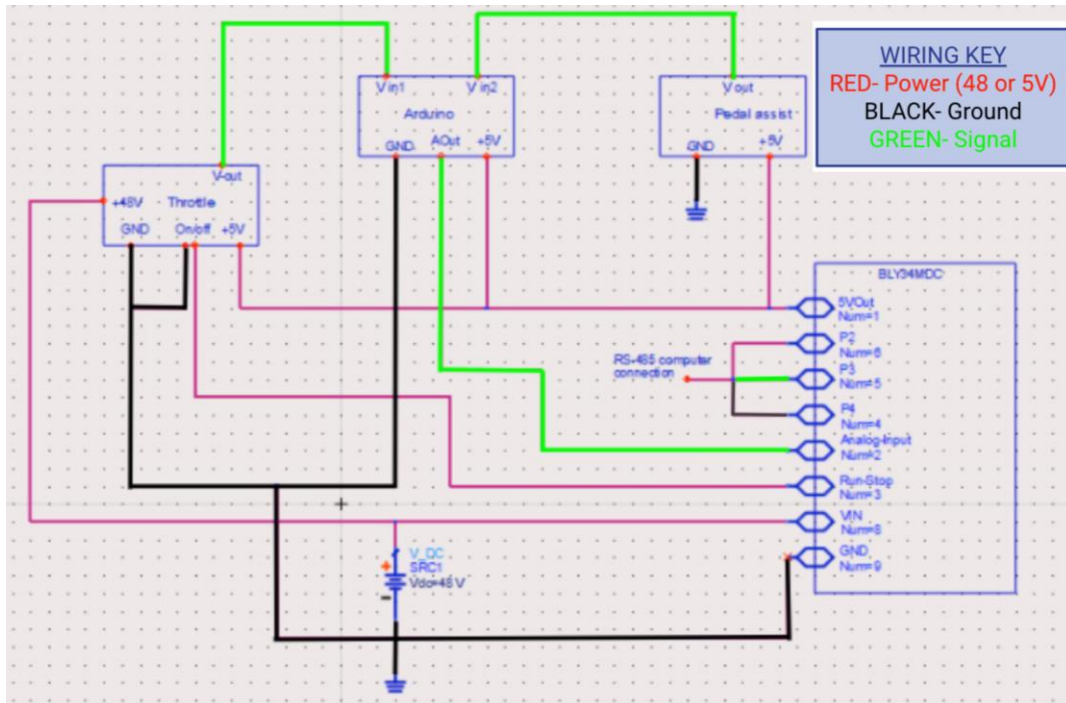 WIRING KEY
RED- Power (48 or 5V)
BLACK- Ground
GREEN- Signal
V in1
V in2
Arduino
GND
AOut
+5V
V out
Pedal assist
GND
+5V
V-out
+48V
Throttle
GND
On/off
+5V
BLY34MDC
5VOut
Num=1
P2
Num=6
RS-485 computer
connection
P3
Num=5
P4
Num=4
Analog-Input
Num=2
Run-Stop
Num=3
VIN
Num=8
GND
Num=9
V_DC
SRC1
Vdc=48 V